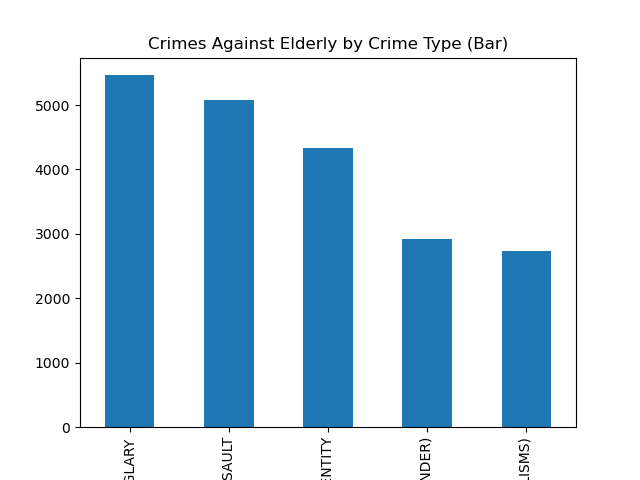 Crimes Against Elderly by Crime Type (Bar)
5000
4000
3000
2000
1000
0
GLARY
SAULT
ENTITY
NDER)
LISMS)